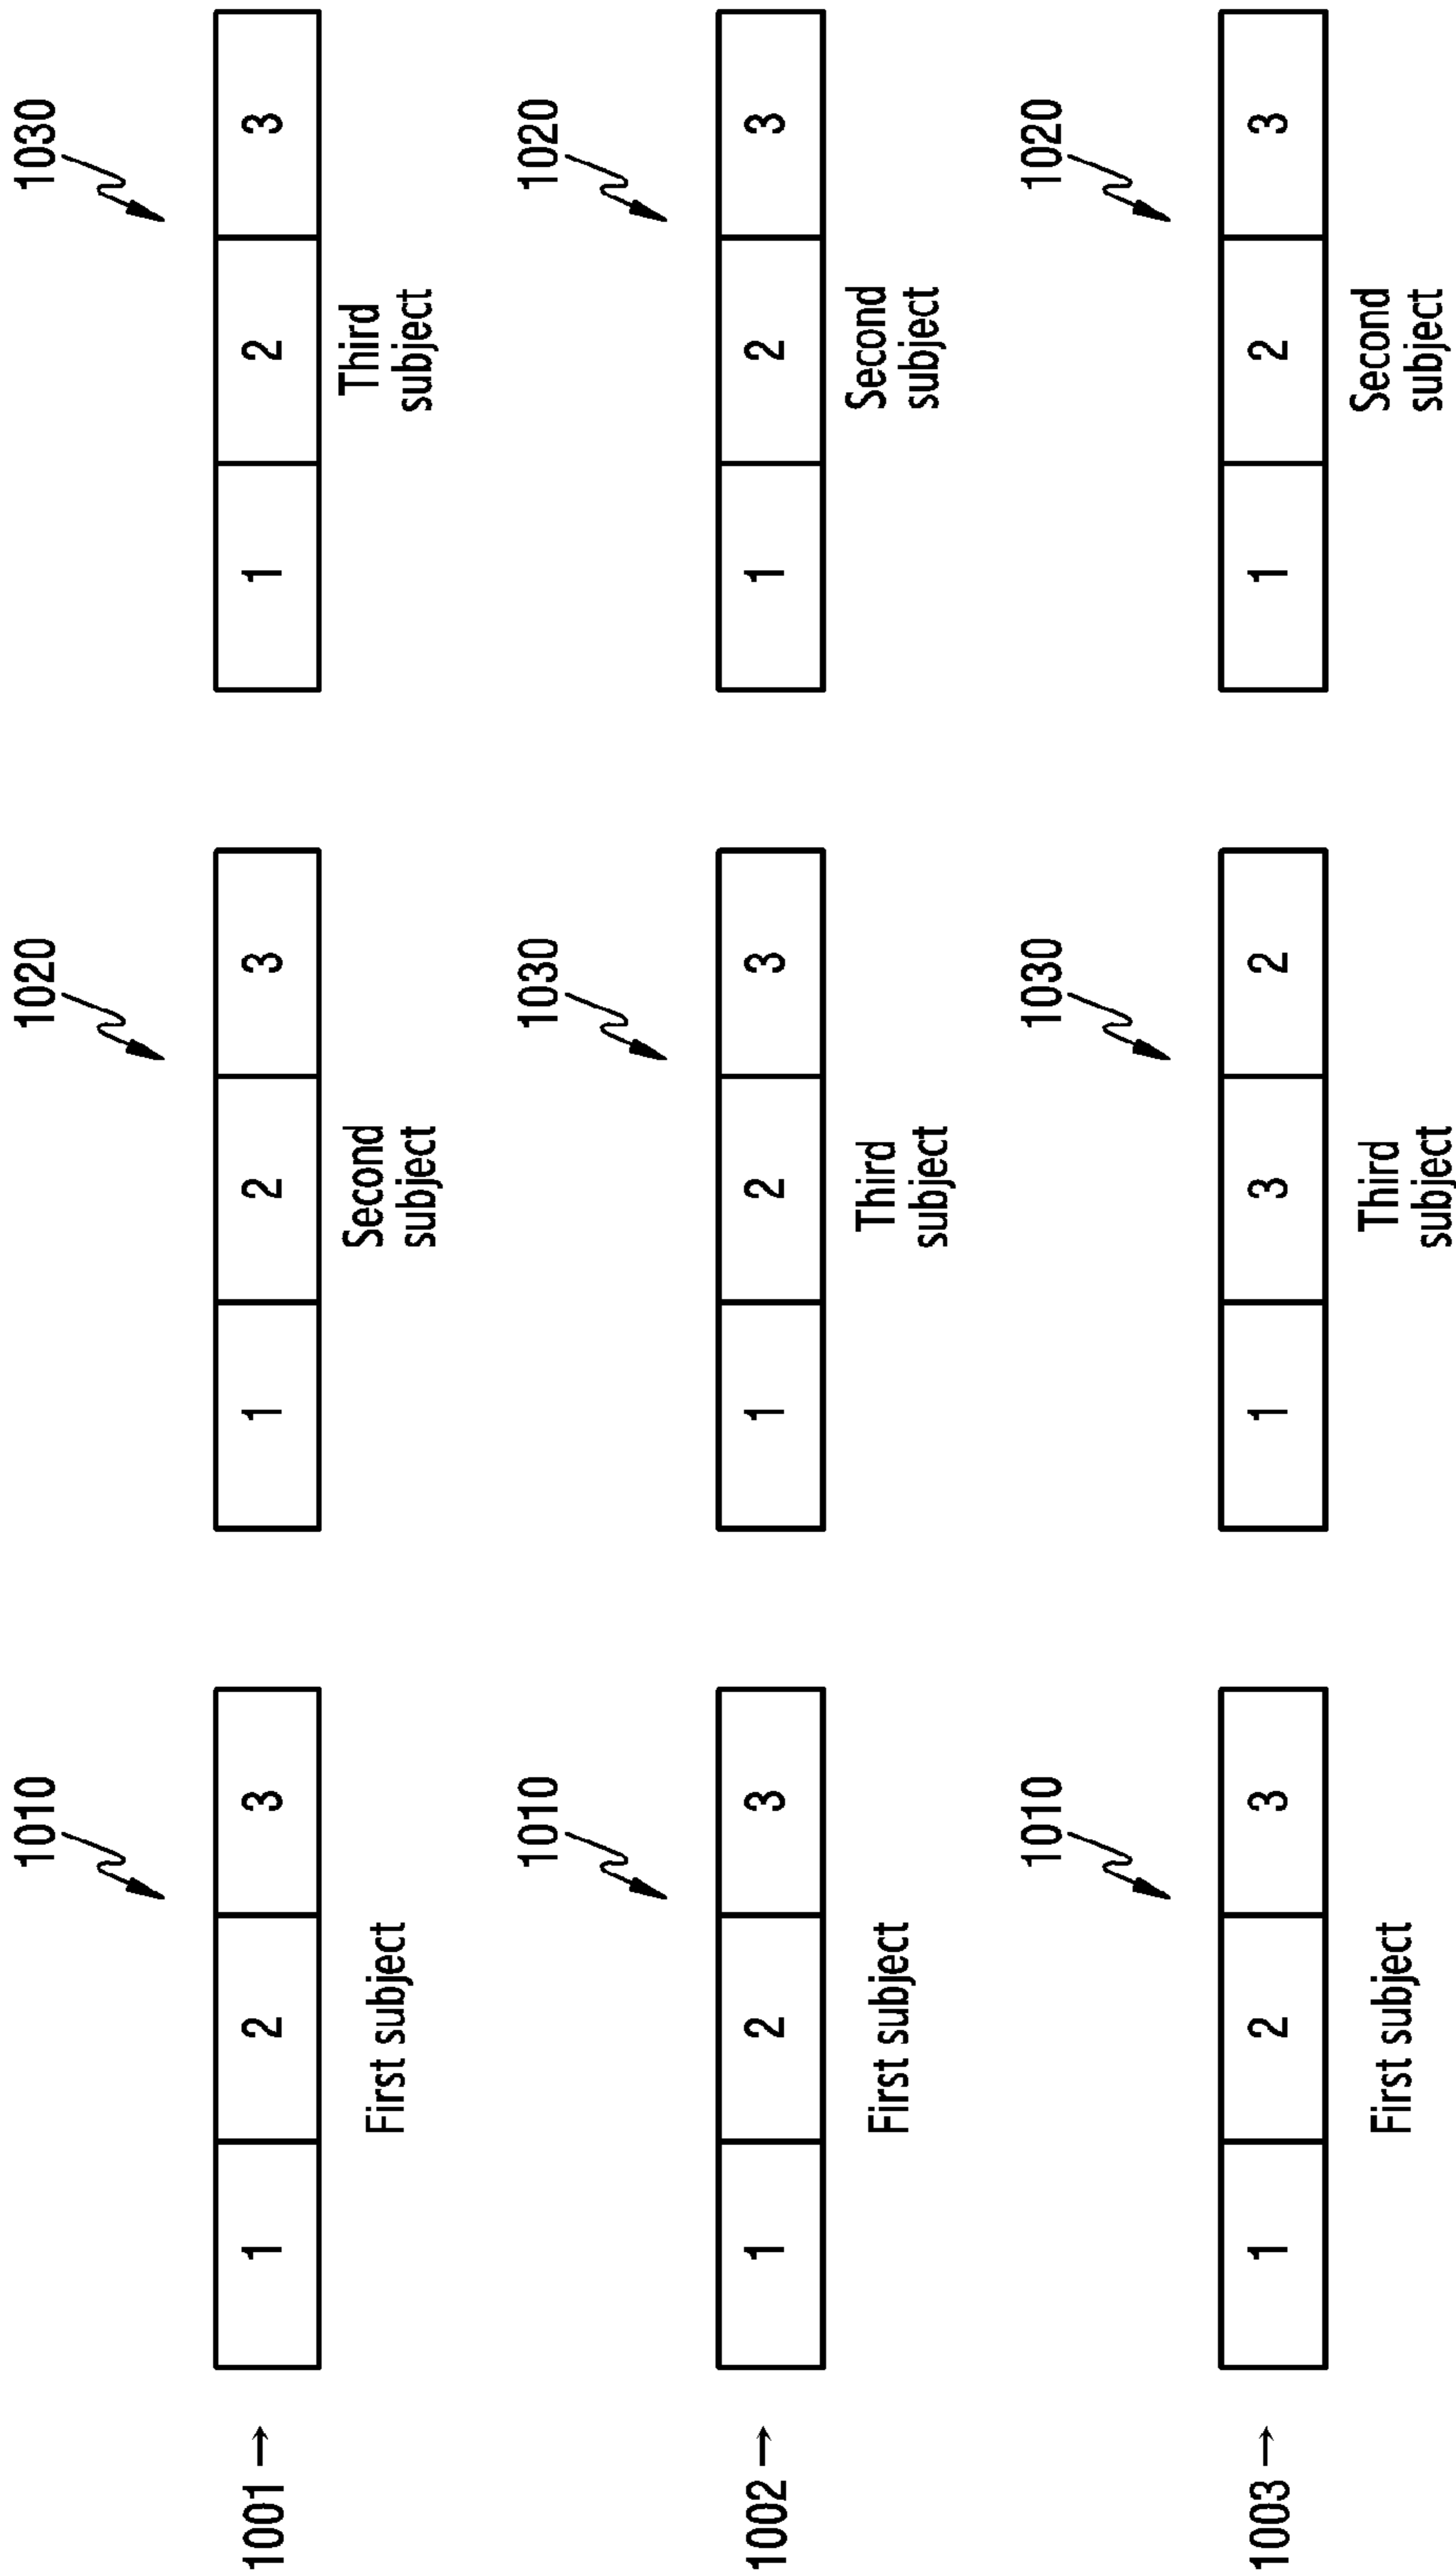 1010
1020
1030
1001 →
1 2 3
1 2 3
1 2 3
First subject
Second
subject
Third
subject
1010
1030
1020
1002 →
1 2 3
1 2 3
1 2 3
First subject
Third
subject
Second
subject
1010
1030
1020
1003 →
1 2 3
1 3 2
1 2 3
First subject
Third
subject
Second
subject